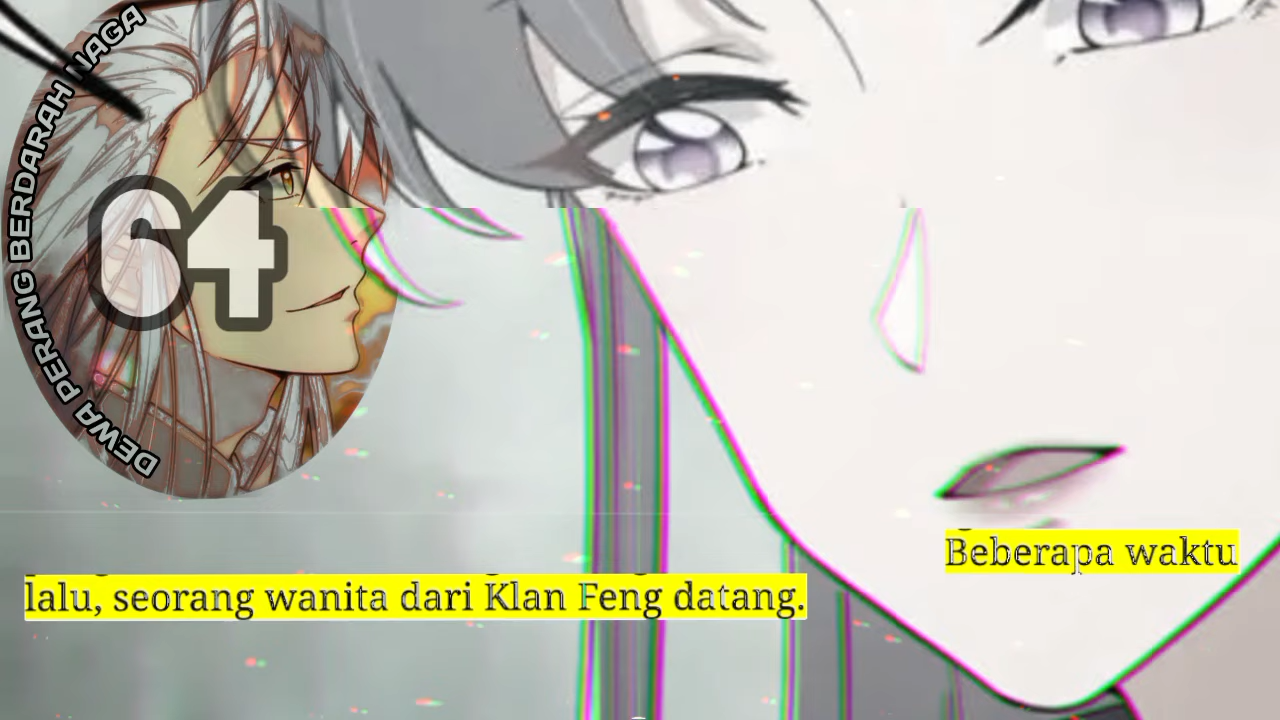 DEWA PERANG BERDARAH NAGA
64
Beberapa waktu
lalu, seorang wanita dari Klan Feng datang.